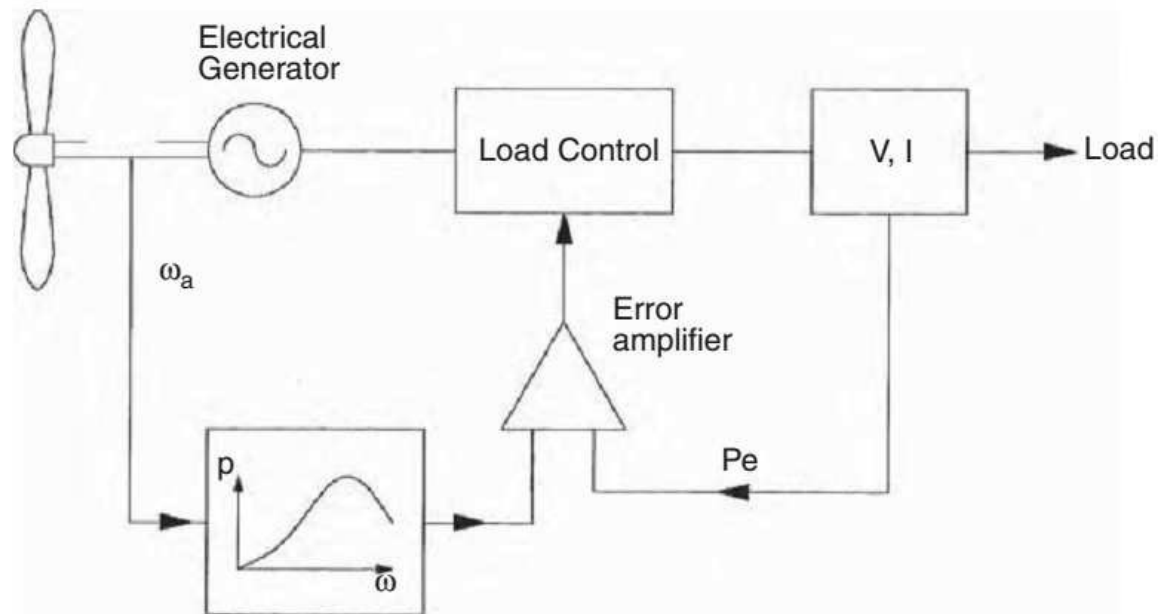 Electrical
Generator
Load Control
V, I
Load
ωa
Error
amplifier
Pe
p
ω